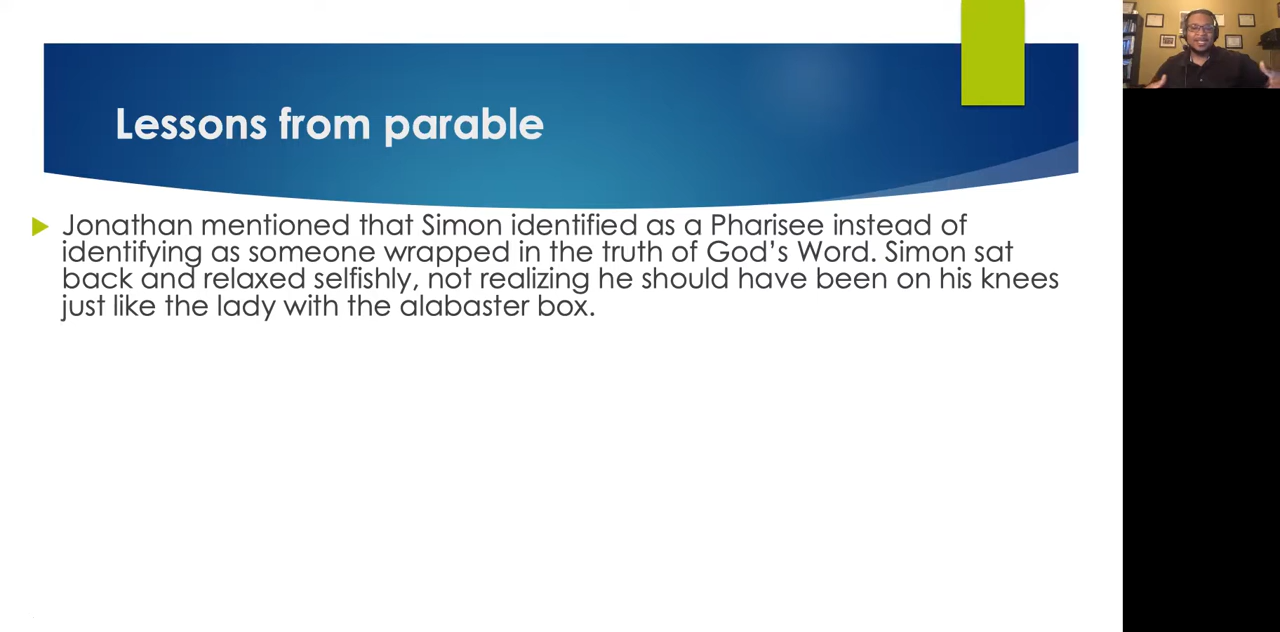 Lessons from parable
Jonathan mentioned that Simon identified as a Pharisee instead of
identifying as someone wrapped in the truth of God’s Word. Simon sat
back and relaxed selfishly, not realizing he should have been on his knees
just like the lady with the alabaster box.